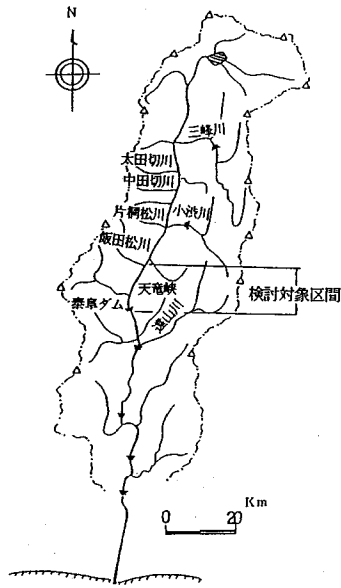 N
三峰川
太田切川
中田切川
片桐松川
小渋川
飯田松川
天竜峡
検討対象区間
泰阜ダム
遠山川
Km
0
20